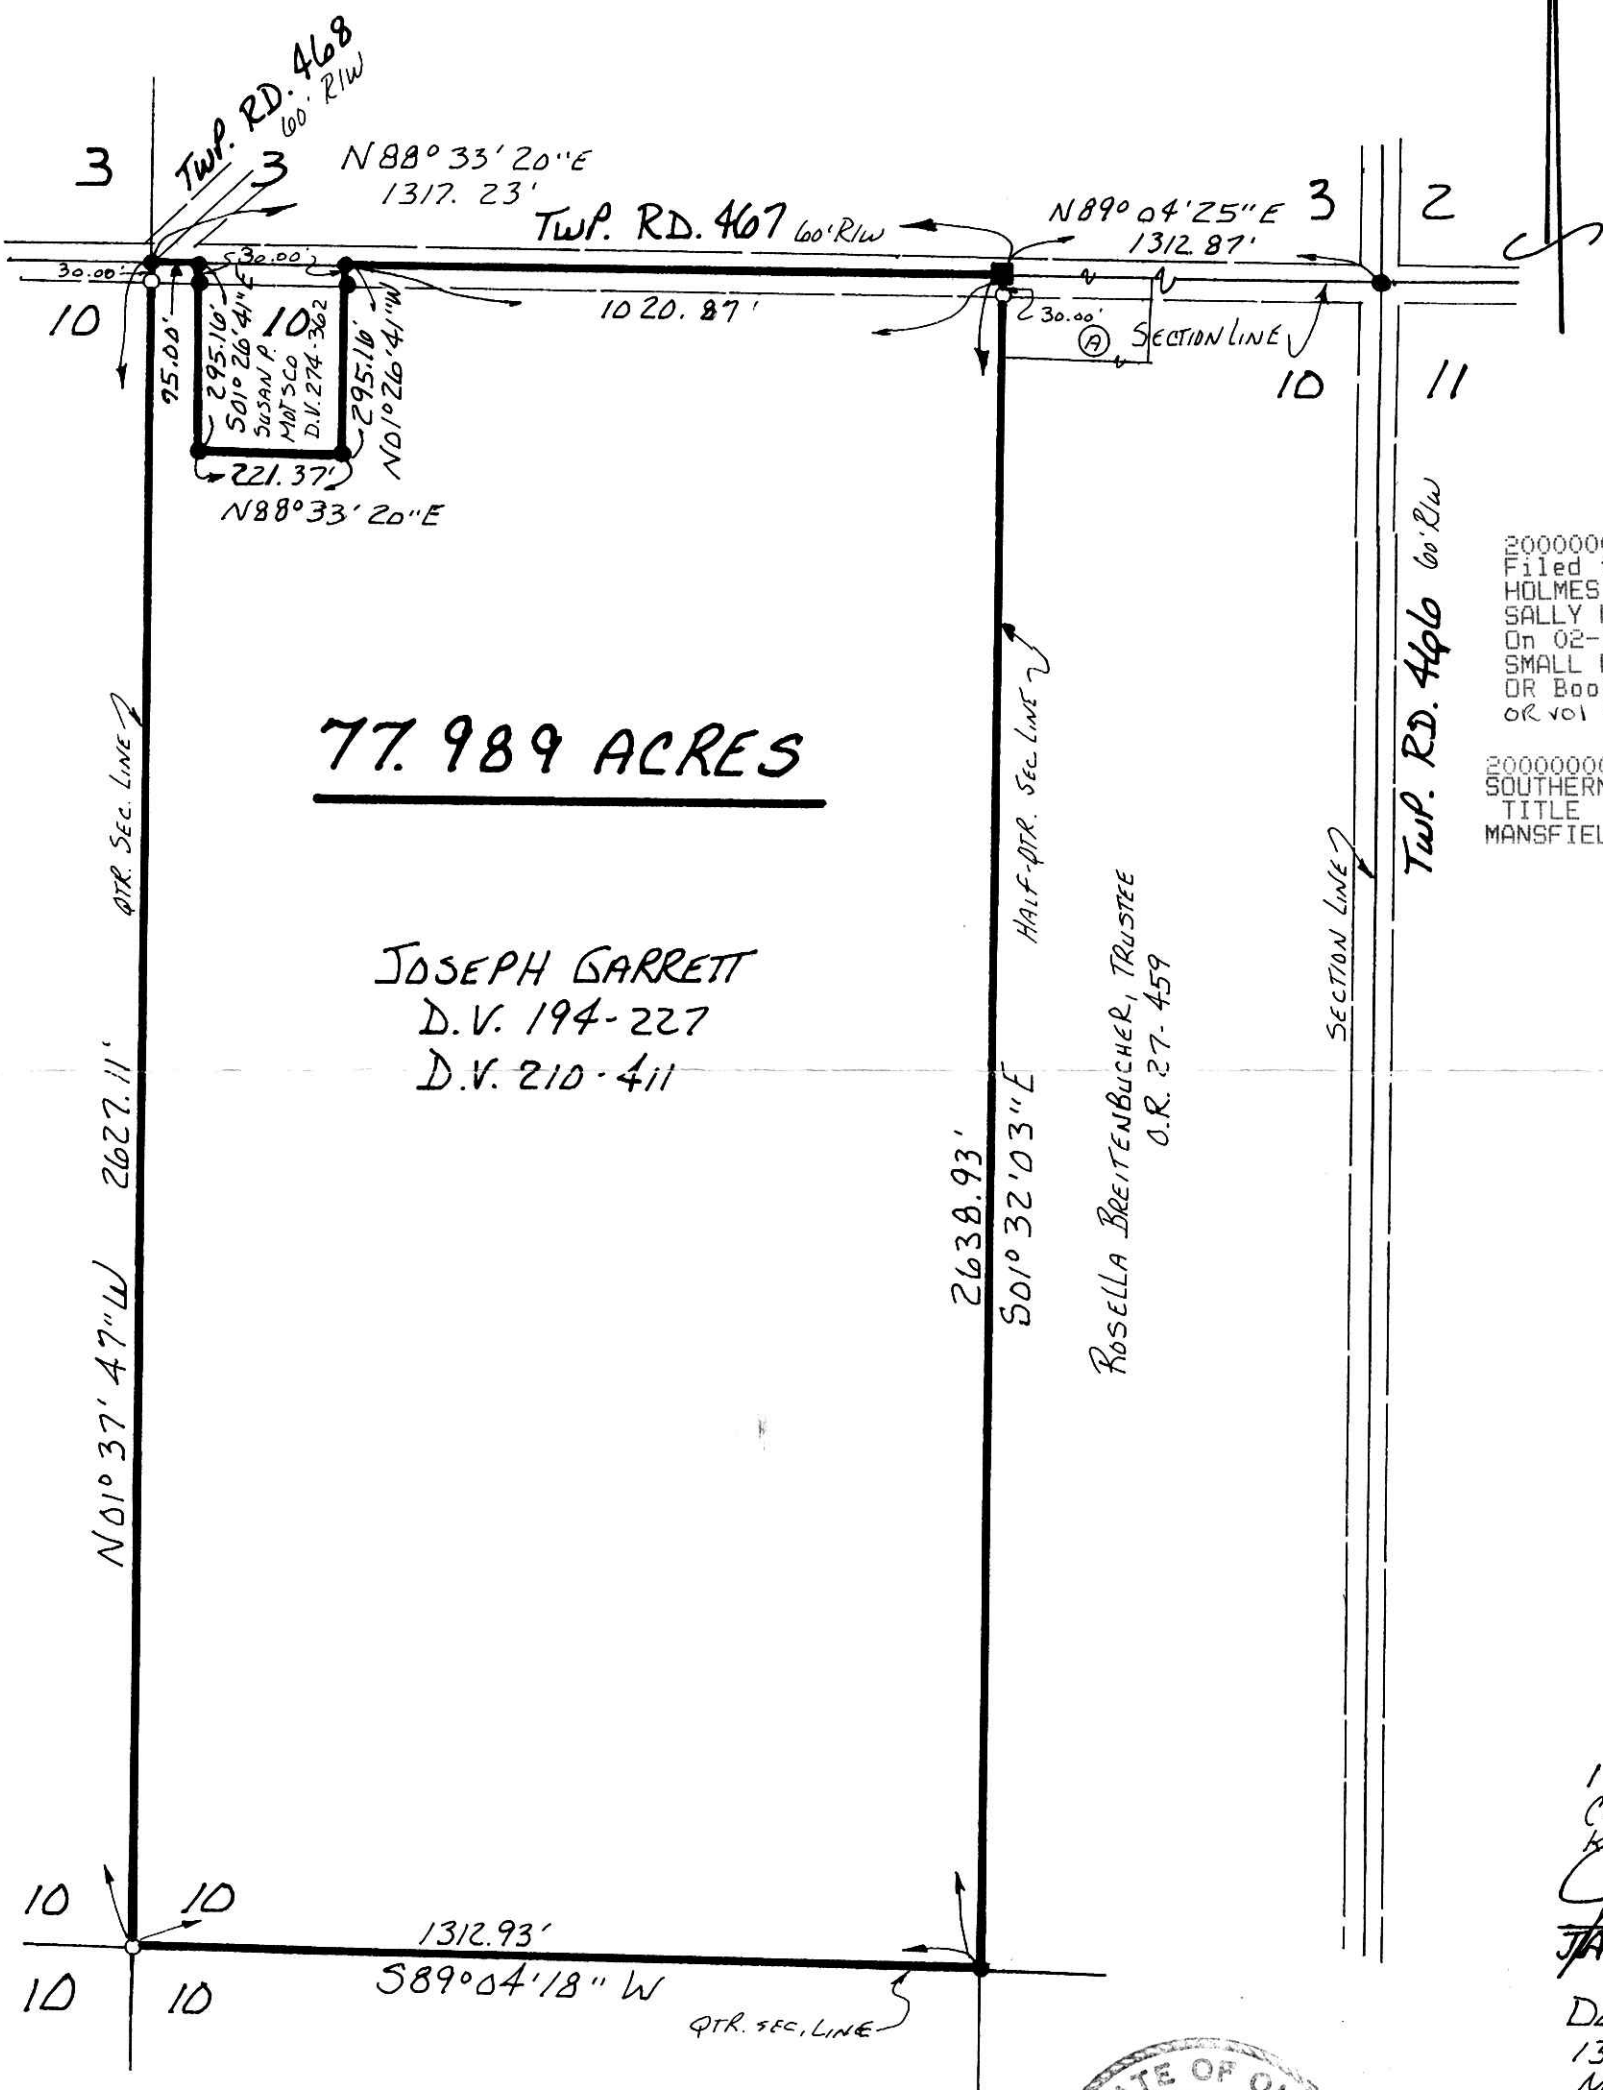 TWP. RD. 468
60' R/W
3
3
N88° 33' 20"E
1317.23'
TWP. RD. 467 60' R/W
N89° 04' 25" E
1312.87'
3
2
30.00'
30.00'
10
10
95.00'
295.16'
S01° 26' 41" E
SUSAN P.
MOTSCO
D.V. 274-362
295.16'
N01° 26' 41" W
1020.87'
30.00'
A
SECTION LINE
10
11
221.37'
N88° 33' 20" E
TWP. RD. 466 60' R/W
Filed
HOLMES
SALLY
On 02-
SMALL
OR Boo
OR vol
SOUTHERN
TITLE
MANSFIEL
QTR. SEC. LINE
77.989 ACRES
HALF-QTR. SEC LINE
SECTION LINE
JOSEPH GARRETT
D.V. 194-227
D.V. 210-411
ROSELLA BREITENBUCHER, TRUSTEE
O.R. 27-459
N01° 37' 47" W 2627.11'
2638.93'
S01° 32' 03" E
10
10
1312.93'
S89° 04' 18" W
10
10
QTR. SEC, LINE
TE OF O